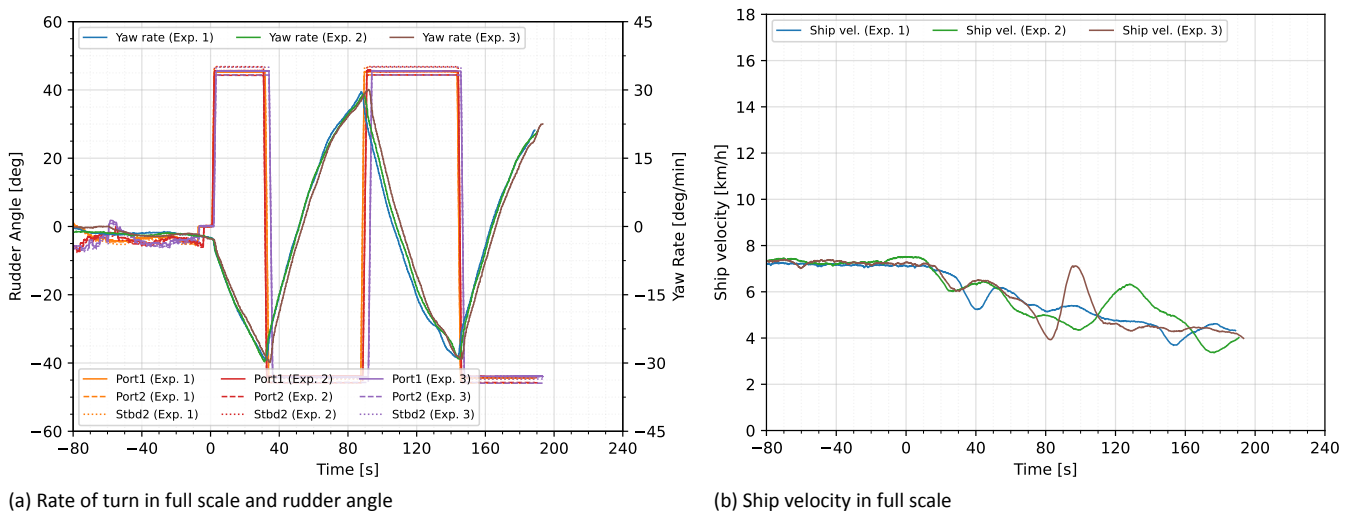 Yaw rate (Exp. 1) Yaw rate (Exp. 2) Yaw rate (Exp. 3)
60
40
20
0
−20
−40
−60
Rudder Angle [deg]
45
30
15
0
−15
−30
−45
Yaw Rate [deg/min]
Port1 (Exp. 1) Port1 (Exp. 2) Port1 (Exp. 3)
Port2 (Exp. 1) Port2 (Exp. 2) Port2 (Exp. 3)
Stbd2 (Exp. 1) Stbd2 (Exp. 2) Stbd2 (Exp. 3)
−80 −40 0 40 80 120 160 200 240
Time [s]
(a) Rate of turn in full scale and rudder angle
Ship vel. (Exp. 1) Ship vel. (Exp. 2) Ship vel. (Exp. 3)
18
16
14
12
10
8
6
4
2
0
Ship velocity [km/h]
−80 −40 0 40 80 120 160 200 240
Time [s]
(b) Ship velocity in full scale